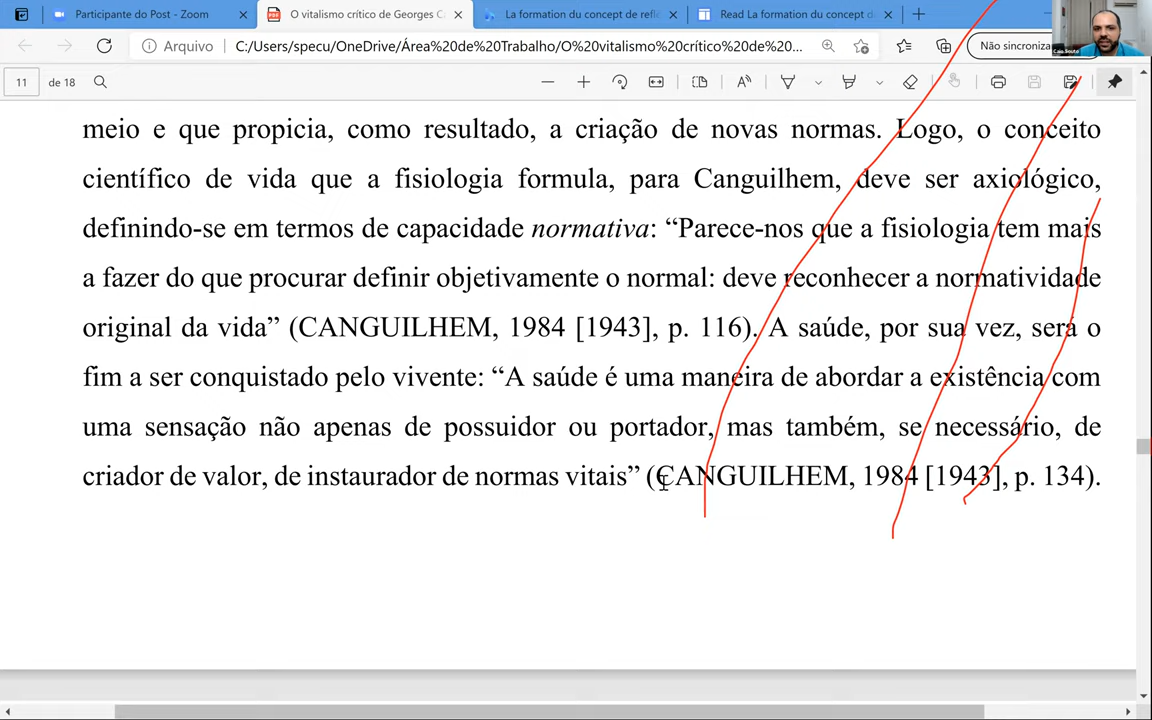 Participante do Post - Zoom
O vitalismo crítico de Georges C
La formation du concept de refle
Read La formation du concept d
Arquivo
C:/Users/specu/OneDrive/Área%20de%20Trabalho/O%20vitalismo%20crítico%20de%20...
Não sincroniza
Caio Souto
11
de 18
meio e que propicia, como resultado, a criação de novas normas. Logo, o conceito
científico de vida que a fisiologia formula, para Canguilhem, deve ser axiológico,
definindo-se em termos de capacidade normativa: “Parece-nos que a fisiologia tem mais
a fazer do que procurar definir objetivamente o normal: deve reconhecer a normatividade
original da vida” (CANGUILHEM, 1984 [1943], p. 116). A saúde, por sua vez, será o
fim a ser conquistado pelo vivente: “A saúde é uma maneira de abordar a existência com
uma sensação não apenas de possuidor ou portador, mas também, se necessário, de
criador de valor, de instaurador de normas vitais” (CANGUILHEM, 1984 [1943], p. 134).